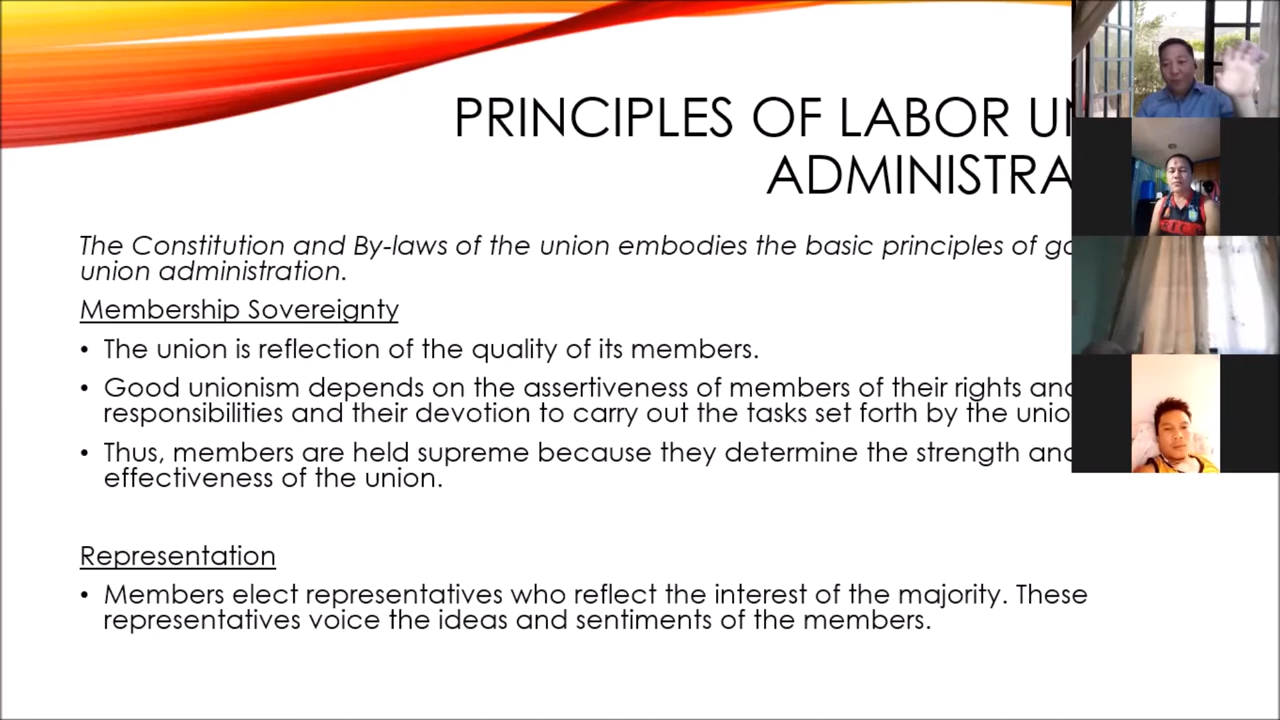 PRINCIPLES OF LABOR
ADMINISTRA
The Constitution and By-laws of the union embodies the basic principles of
union administration.
Membership Sovereignty
• The union is reflection of the quality of its members.
• Good unionism depends on the assertiveness of members of their rights and
responsibilities and their devotion to carry out the tasks set forth by the unio
• Thus, members are held supreme because they determine the strength and
effectiveness of the union.
Representation
• Members elect representatives who reflect the interest of the majority. These
representatives voice the ideas and sentiments of the members.